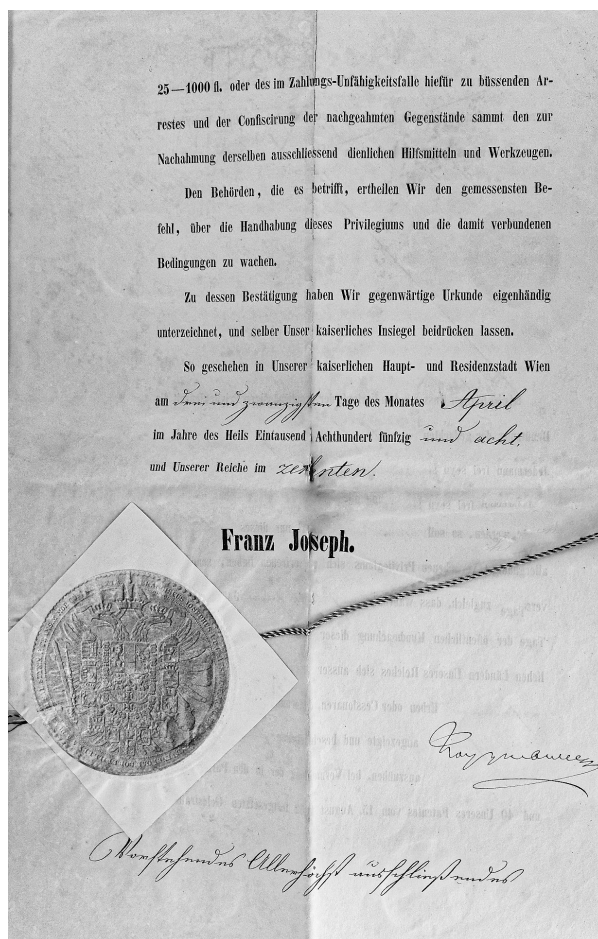 25—1000 fl. oder des im Zahlungs-Unfähigkeitsfalle hiefür zu büssenden Ar-
restes und der Confiscirung der nachgeahmten Gegenstände sammt den zur
Nachahmung derselben ausschliessend dienlichen Hilfsmitteln und Werkzeugen.
Den Behörden, die es betrifft, ertheilen Wir den gemessensten Be-
fehl, über die Handhabung dieses Privilegiums und die damit verbundenen
Bedingungen zu wachen.
Zu dessen Bestätigung haben Wir gegenwärtige Urkunde eigenhändig
unterzeichnet, und selber Unser kaiserliches Insiegel beidrücken lassen.
So geschehen in Unserer kaiserlichen Haupt- und Residenzstadt Wien
am drei und zwanzigsten Tage des Monates April
im Jahre des Heils Eintausend Achthundert fünfzig und acht.
und Unserer Reiche im zehnten.
Franz Joseph.
Vorstehendes Allerhöchst ausschließendes